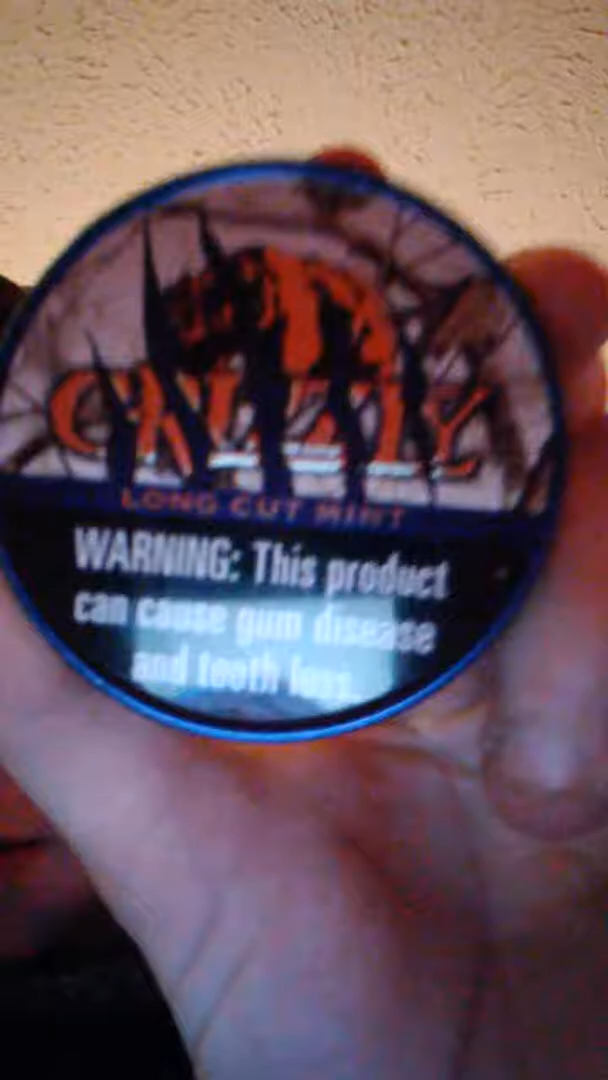 GRIZZLY
LONG CUT MINT
WARNING: This product
can cause gum disease
and tooth loss.